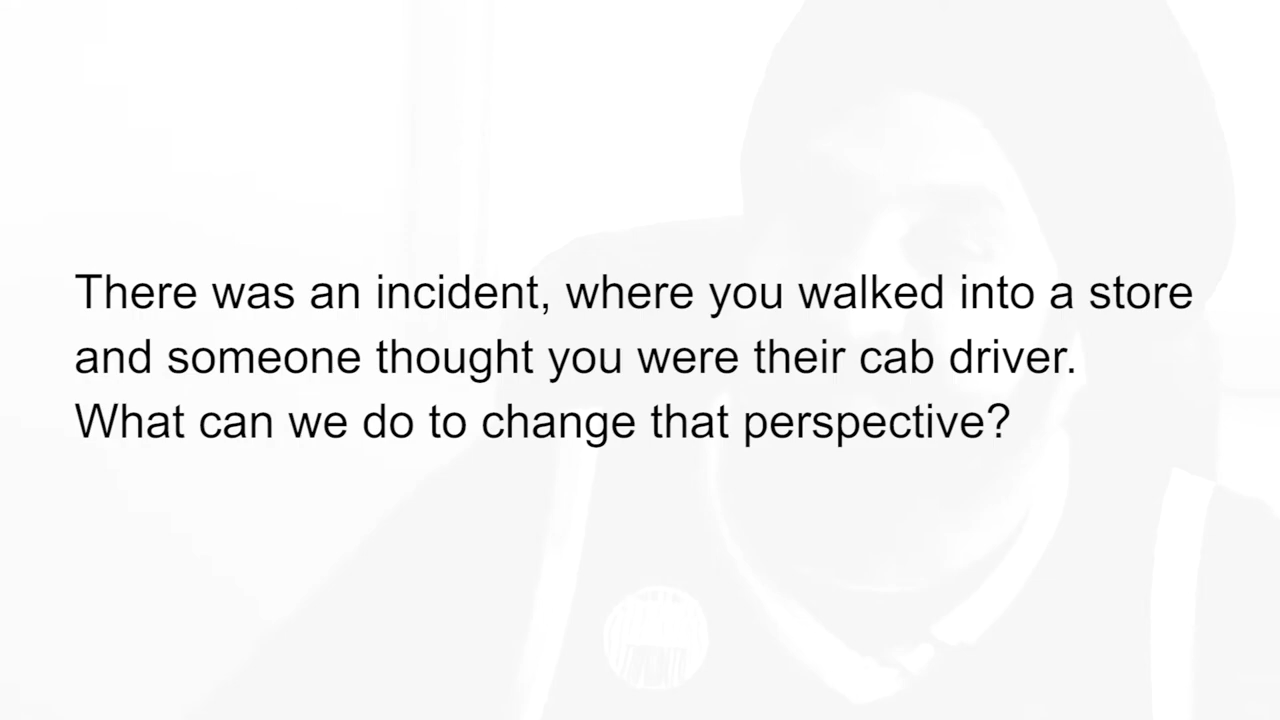 There was an incident, where you walked into a store
and someone thought you were their cab driver.
What can we do to change that perspective?